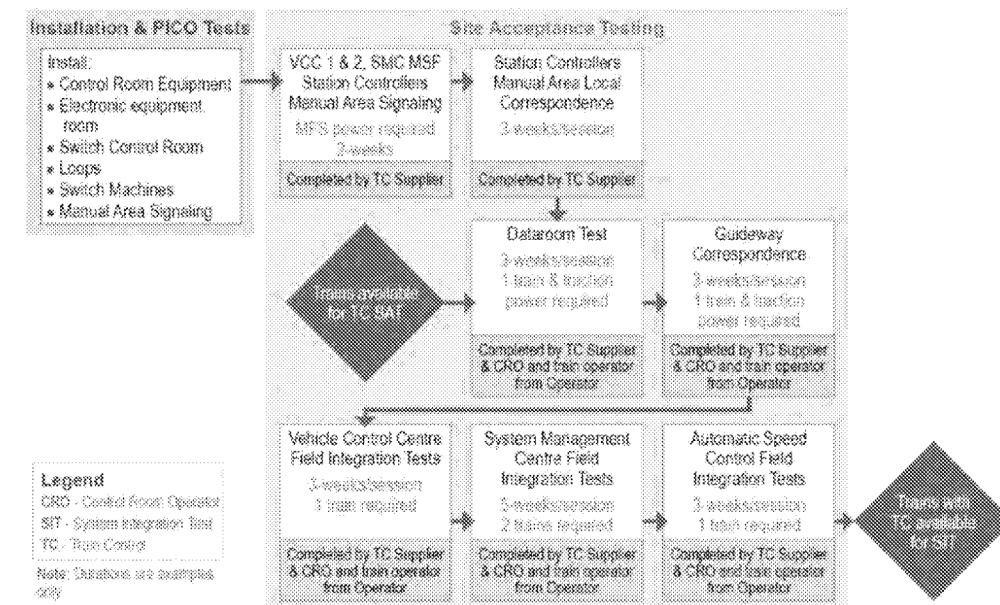 Installation & PICO Tests
Install:
• Control Room Equipment
• Electronic equipment
room
• Switch Control Room
• Loops
• Switch Machines
• Manual Area Signaling
Site Acceptance Testing
VCC 1 & 2, SMC MSF
Station Controllers
Manual Area Signaling
MFS power required
3-weeks
Completed by TC Supplier
Station Controllers
Manual Area Local
Correspondence
3-weeks/session
Completed by TC Supplier
Trains available
for TC SAT
Dataroom Test
3-weeks/session
1 train & traction
power required
Completed by TC Supplier
& CRO and train operator
from Operator
Guideway
Correspondence
3-weeks/session
1 train & traction
power required
Completed by TC Supplier
& CRO and train operator
from Operator
Vehicle Control Centre
Field Integration Tests
3-weeks/session
1 train required
Completed by TC Supplier
& CRO and train operator
from Operator
System Management
Centre Field
Integration Tests
-weeks/session
2 trains required
Completed by TC Supplier
& CRO and train operator
from Operator
Automatic Speed
Control Field
Integration Tests
3-weeks/session
1 train required
Completed by TC Supplier
& CRO and train operator
from Operator
Trains with
TC available
for SIT
Legend
CRO - Control Room Operator
SIT - System Integration Test
TC - Train Control
Note: Durations are examples
only